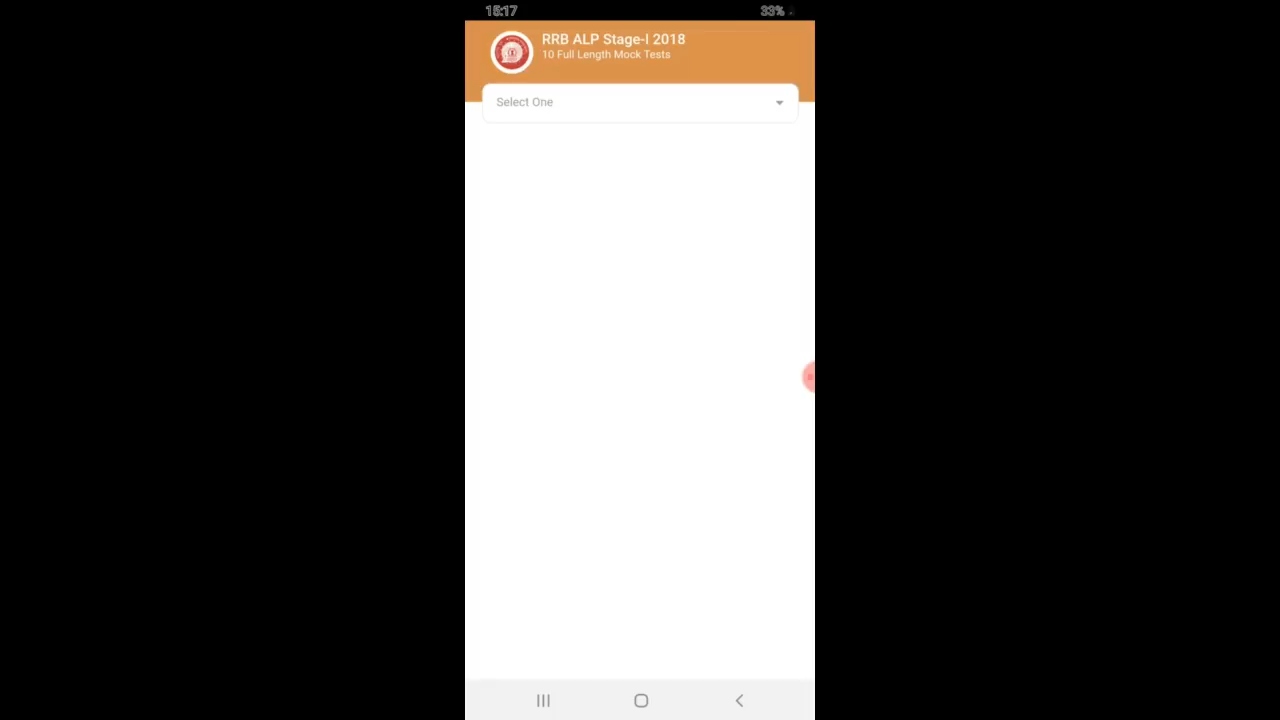 15:17
33%
RRB ALP Stage-I 2018
10 Full Length Mock Tests
Select One